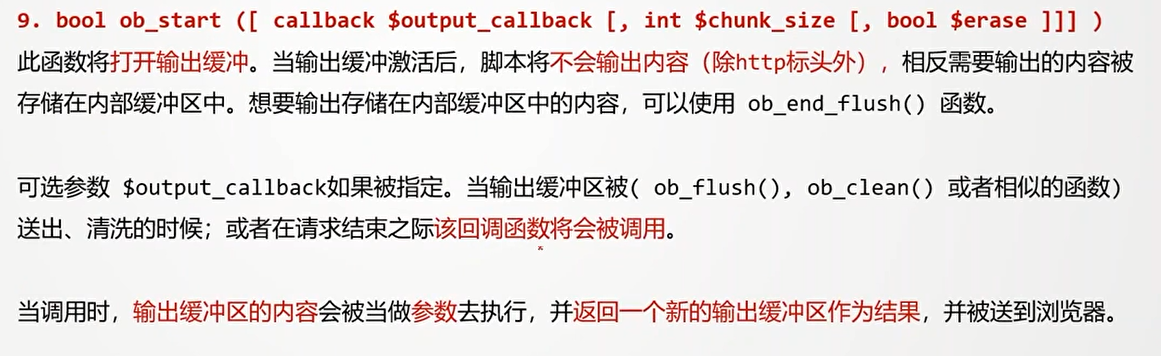 9. bool ob_start ([ callback $output_callback [, int $chunk_size [, bool $erase ]]] )
此函数将打开输出缓冲。当输出缓冲激活后，脚本将不会输出内容（除http标头外），相反需要输出的内容被
存储在内部缓冲区中。想要输出存储在内部缓冲区中的内容，可以使用 ob_end_flush() 函数。
可选参数 $output_callback如果被指定。当输出缓冲区被( ob_flush(), ob_clean() 或者相似的函数)
送出、清洗的时候；或者在请求结束之际该回调函数将会被调用。
当调用时，输出缓冲区的内容会被当做参数去执行，并返回一个新的输出缓冲区作为结果，并被送到浏览器。